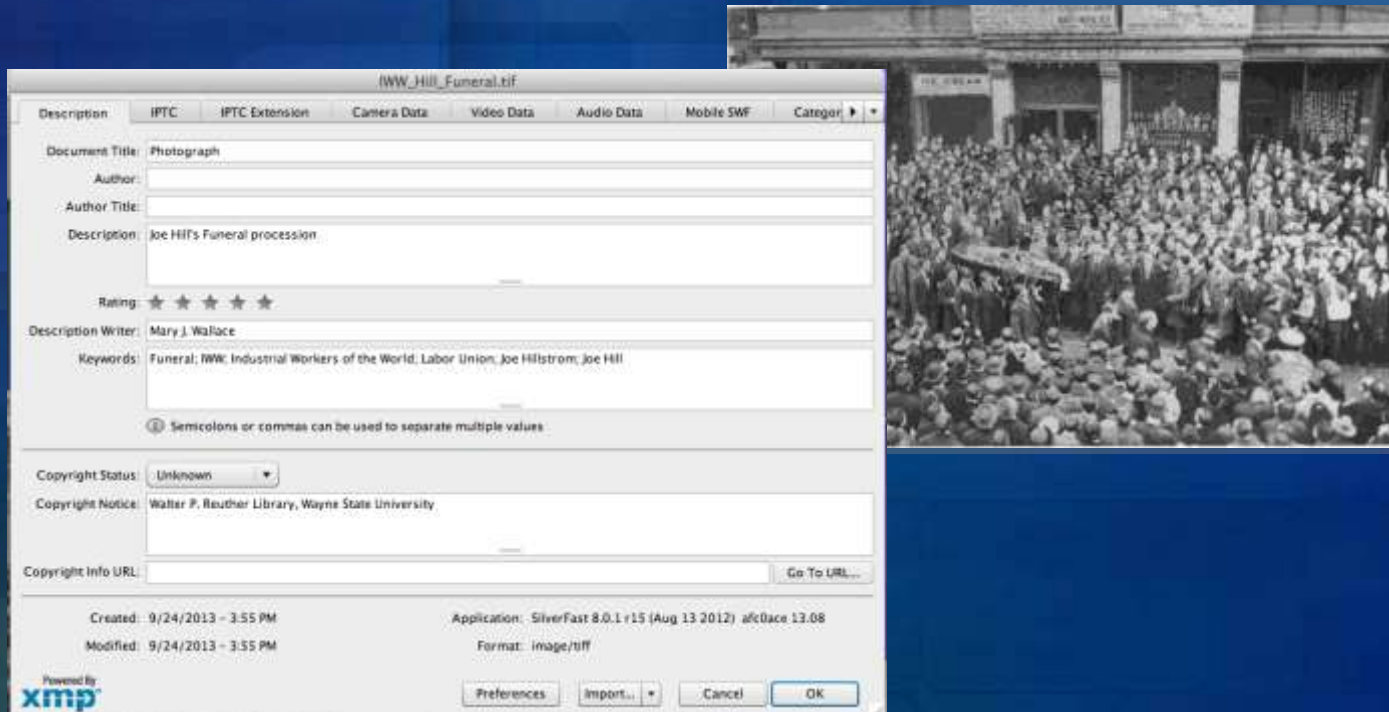 IWW_Hill_Funeral.tif
Description IPTC IPTC Extension Camera Data Video Data Audio Data Mobile SWF Categor
Document Title: Photograph
Author:
Author Title:
Description: Joe Hill's Funeral procession
Rating:
Description Writer: Mary J. Wallace
Keywords: Funeral; IWW; Industrial Workers of the World; Labor Union; Joe Hillstrom; Joe Hill
Semicolons or commas can be used to separate multiple values
Copyright Status: Unknown
Copyright Notice: Walter P. Reuther Library, Wayne State University
Copyright Info URL:
Go To URL...
Created: 9/24/2013 - 3:55 PM Application: SilverFast 8.0.1 r15 (Aug 13 2012) afc0ace 13.08
Modified: 9/24/2013 - 3:55 PM Format: image/tiff
Powered By
xmp
Preferences Import... Cancel OK
ICE CREAM